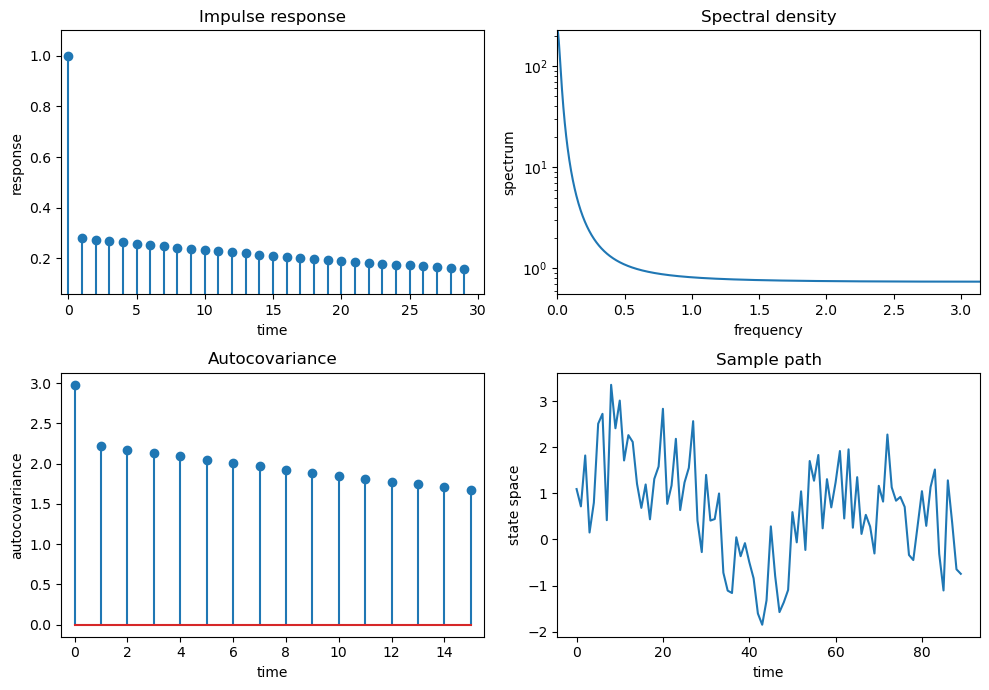 Impulse response
1.0
0.8
0.6
0.4
0.2
response
0 5 10 15 20 25 30
time
Spectral density
10²
10¹
10⁰
spectrum
0.0 0.5 1.0 1.5 2.0 2.5 3.0
frequency
Autocovariance
3.0
2.5
2.0
1.5
1.0
0.5
0.0
autocovariance
0 2 4 6 8 10 12 14
time
Sample path
3
2
1
0
−1
−2
state space
0 20 40 60 80
time